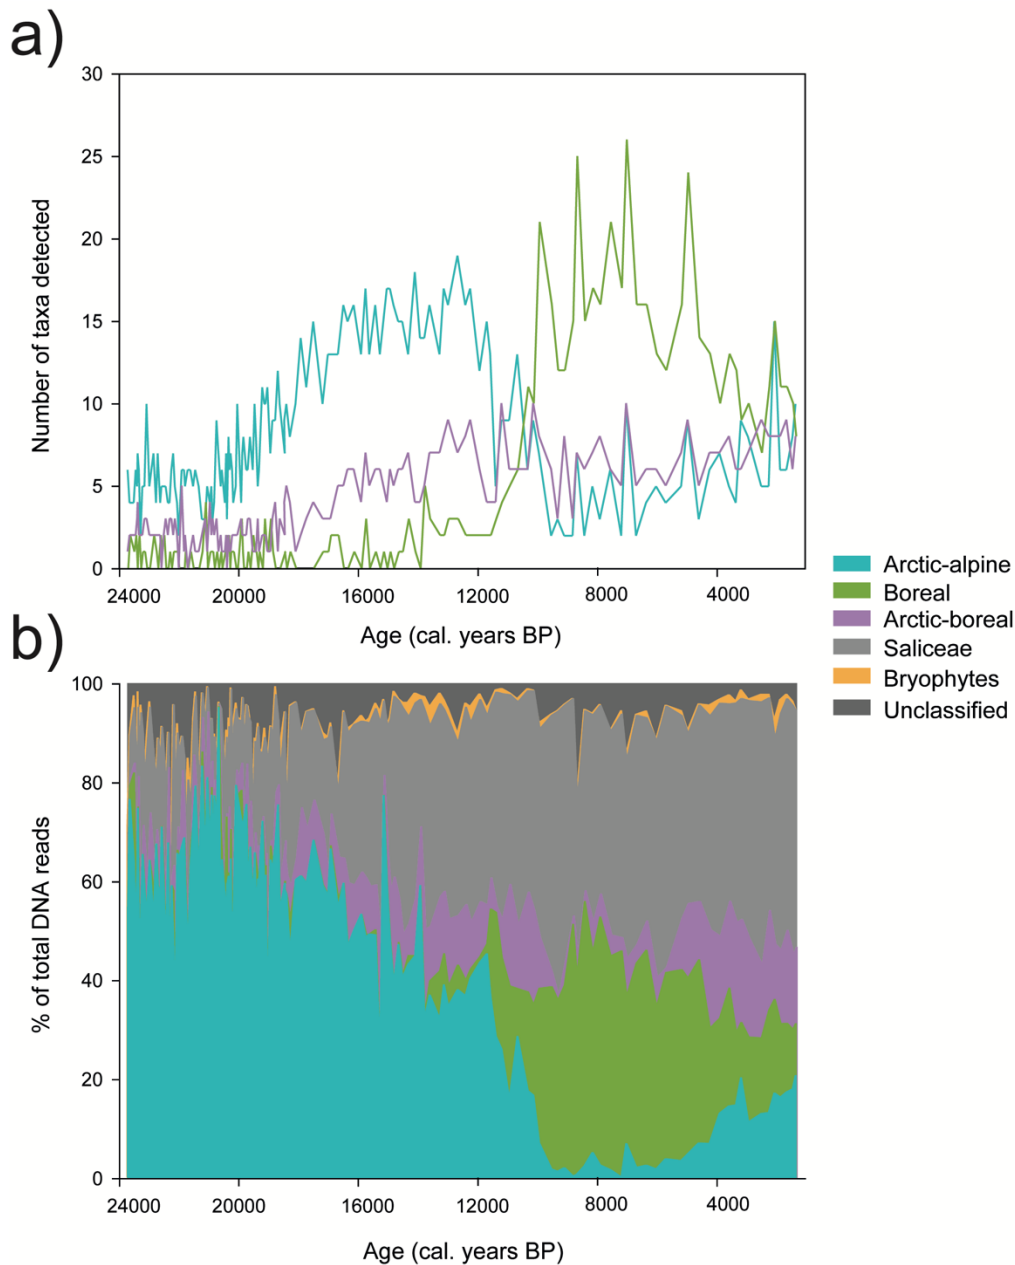 a)
30
25
20
15
10
5
0
Number of taxa detected
24000 20000 16000 12000 8000 4000
Age (cal. years BP)
Arctic-alpine
Boreal
Arctic-boreal
Saliceae
Bryophytes
Unclassified
b)
100
80
60
40
20
0
% of total DNA reads
24000 20000 16000 12000 8000 4000
Age (cal. years BP)